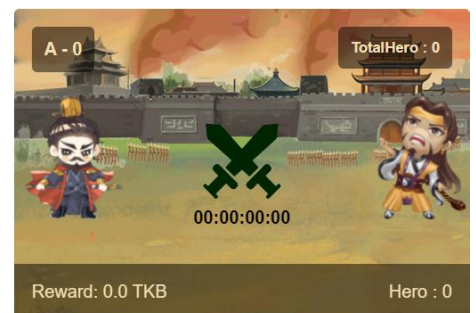 A - 0
TotalHero : 0
00:00:00:00
Reward: 0.0 TKB
Hero : 0